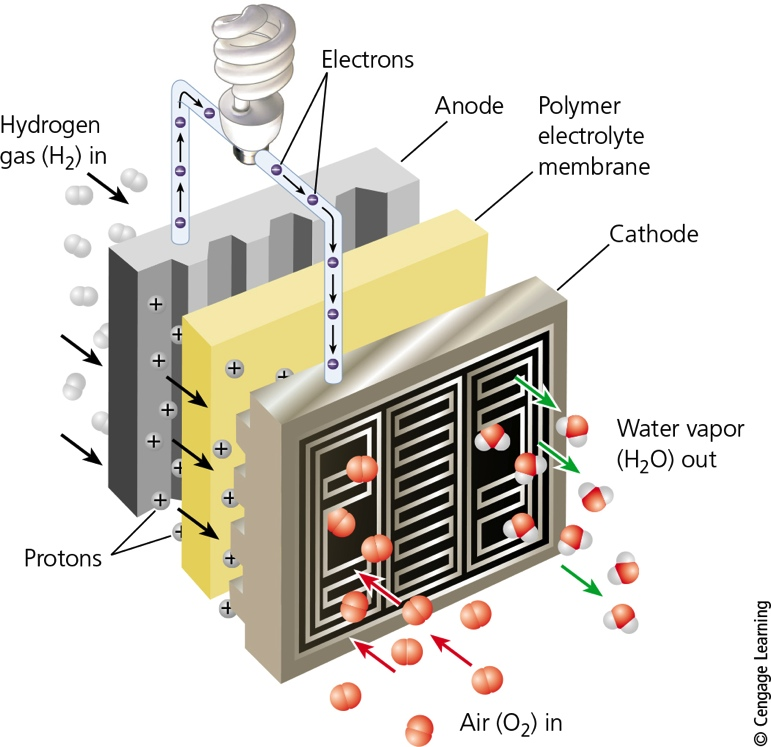 Electrons
Hydrogen
gas (H₂) in
Anode
Polymer
electrolyte
membrane
Cathode
Water vapor
(H₂O) out
Protons
Air (O₂) in
© Cengage Learning